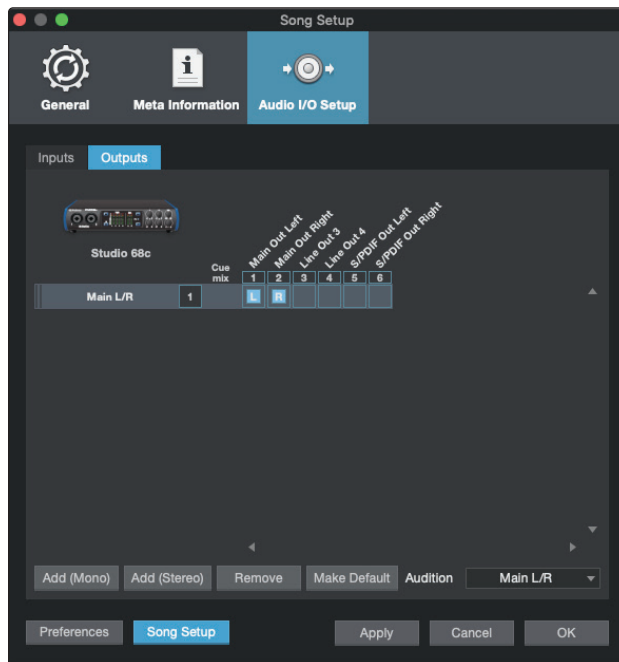 Song Setup
General Meta Information Audio I/O Setup
Inputs Outputs
Studio 68c
Cue mix
Main Out Left
Main Out Right
Line Out 3
Line Out 4
S/PDIF Out Left
S/PDIF Out Right
1 2 3 4 5 6
Main L/R 1 L R
Add (Mono) Add (Stereo) Remove Make Default Audition Main L/R
Preferences Song Setup Apply Cancel OK